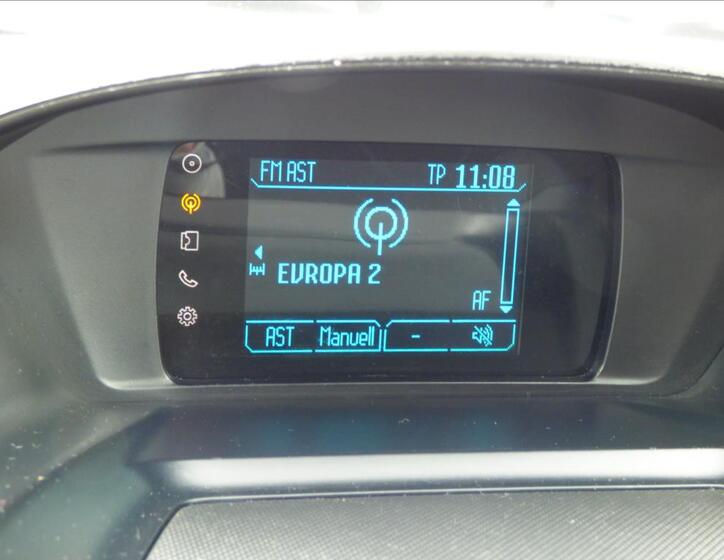 FM AST TP 11:08
EVROPA 2
AF
AST Manuell -